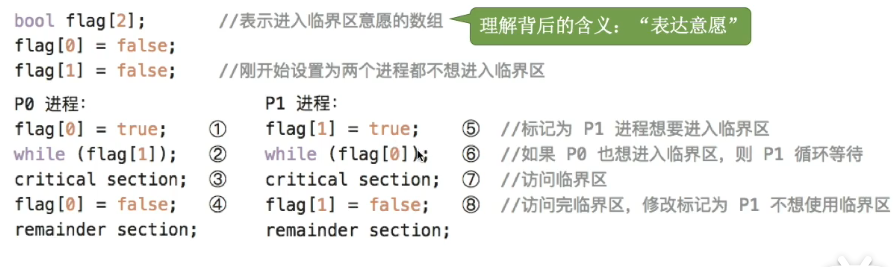 bool flag[2]; //表示进入临界区意愿的数组
理解背后的含义：“表达意愿”
flag[0] = false;
flag[1] = false; //刚开始设置为两个进程都不想进入临界区
P0 进程： P1 进程：
flag[0] = true; ① flag[1] = true; ⑤ //标记为 P1 进程想要进入临界区
while (flag[1]); ② while (flag[0]); ⑥ //如果 P0 也想进入临界区，则 P1 循环等待
critical section; ③ critical section; ⑦ //访问临界区
flag[0] = false; ④ flag[1] = false; ⑧ //访问完临界区，修改标记为 P1 不想使用临界区
remainder section; remainder section;